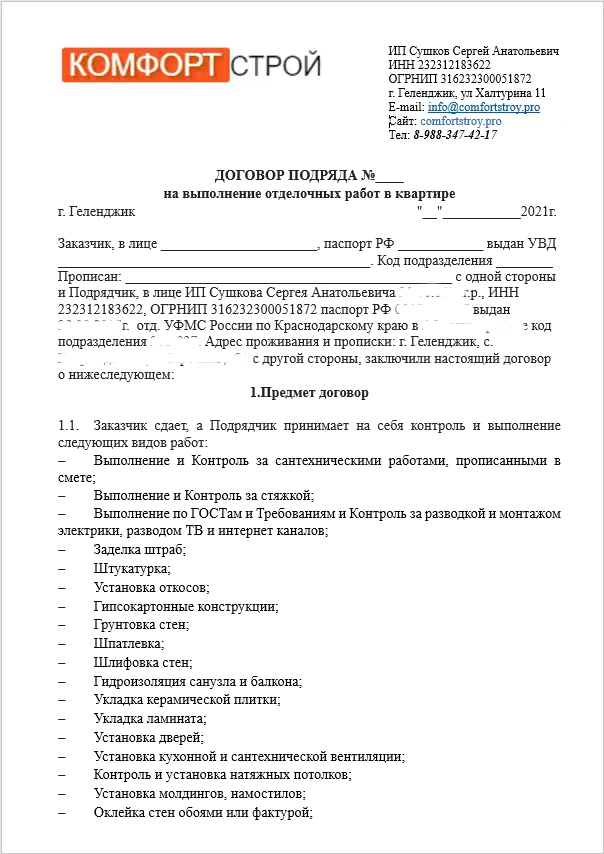 КОМФОРТ СТРОЙ
ИП Сушков Сергей Анатольевич
ИНН 232312183622
ОГРНИП 316232300051872
г. Геленджик, ул Халтурина 11
E-mail: info@comfortstroy.pro
Сайт: comfortstroy.pro
Тел: 8-988-347-42-17
ДОГОВОР ПОДРЯДА №____
на выполнение отделочных работ в квартире
г. Геленджик "__"___________2021г.
Заказчик, в лице ______________________, паспорт РФ ____________ выдан УВД
____________________________________________. Код подразделения ________
Прописан: ______________________________________________ с одной стороны
и Подрядчик, в лице ИП Сушкова Сергея Анатольевича г.р., ИНН
232312183622, ОГРНИП 316232300051872 паспорт РФ выдан
г. отд. УФМС России по Краснодарскому краю в код
подразделения . Адрес проживания и прописки: г. Геленджик, с.
с другой стороны, заключили настоящий договор
о нижеследующем:
1.Предмет договор
1.1. Заказчик сдает, а Подрядчик принимает на себя контроль и выполнение
следующих видов работ:
– Выполнение и Контроль за сантехническими работами, прописанными в
смете;
– Выполнение и Контроль за стяжкой;
– Выполнение по ГОСТам и Требованиям и Контроль за разводкой и монтажом
электрики, разводом ТВ и интернет каналов;
– Заделка штраб;
– Штукатурка;
– Установка откосов;
– Гипсокартонные конструкции;
– Грунтовка стен;
– Шпатлевка;
– Шлифовка стен;
– Гидроизоляция санузла и балкона;
– Укладка керамической плитки;
– Укладка ламината;
– Установка дверей;
– Установка кухонной и сантехнической вентиляции;
– Контроль и установка натяжных потолков;
– Установка молдингов, намостилов;
– Оклейка стен обоями или фактурой;